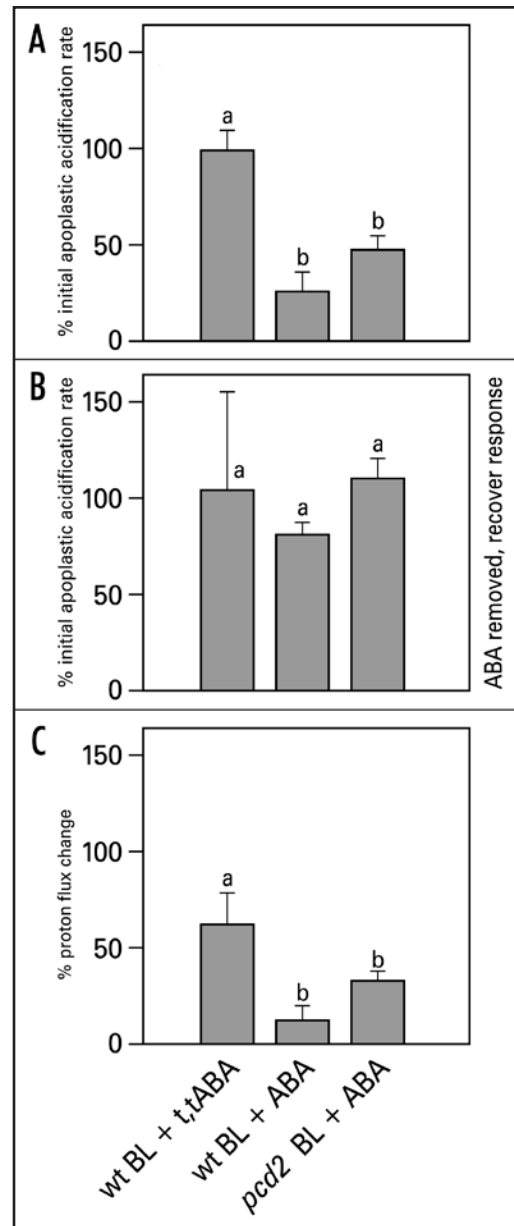 A
% initial apoplastic acidification rate
150
100
50
0
a
b
b
B
% initial apoplastic acidification rate
150
100
50
0
a
a
a
ABA removed, recover response
C
% proton flux change
150
100
50
0
a
b
b
wt BL + t,tABA
wt BL + ABA
pcd2 BL + ABA